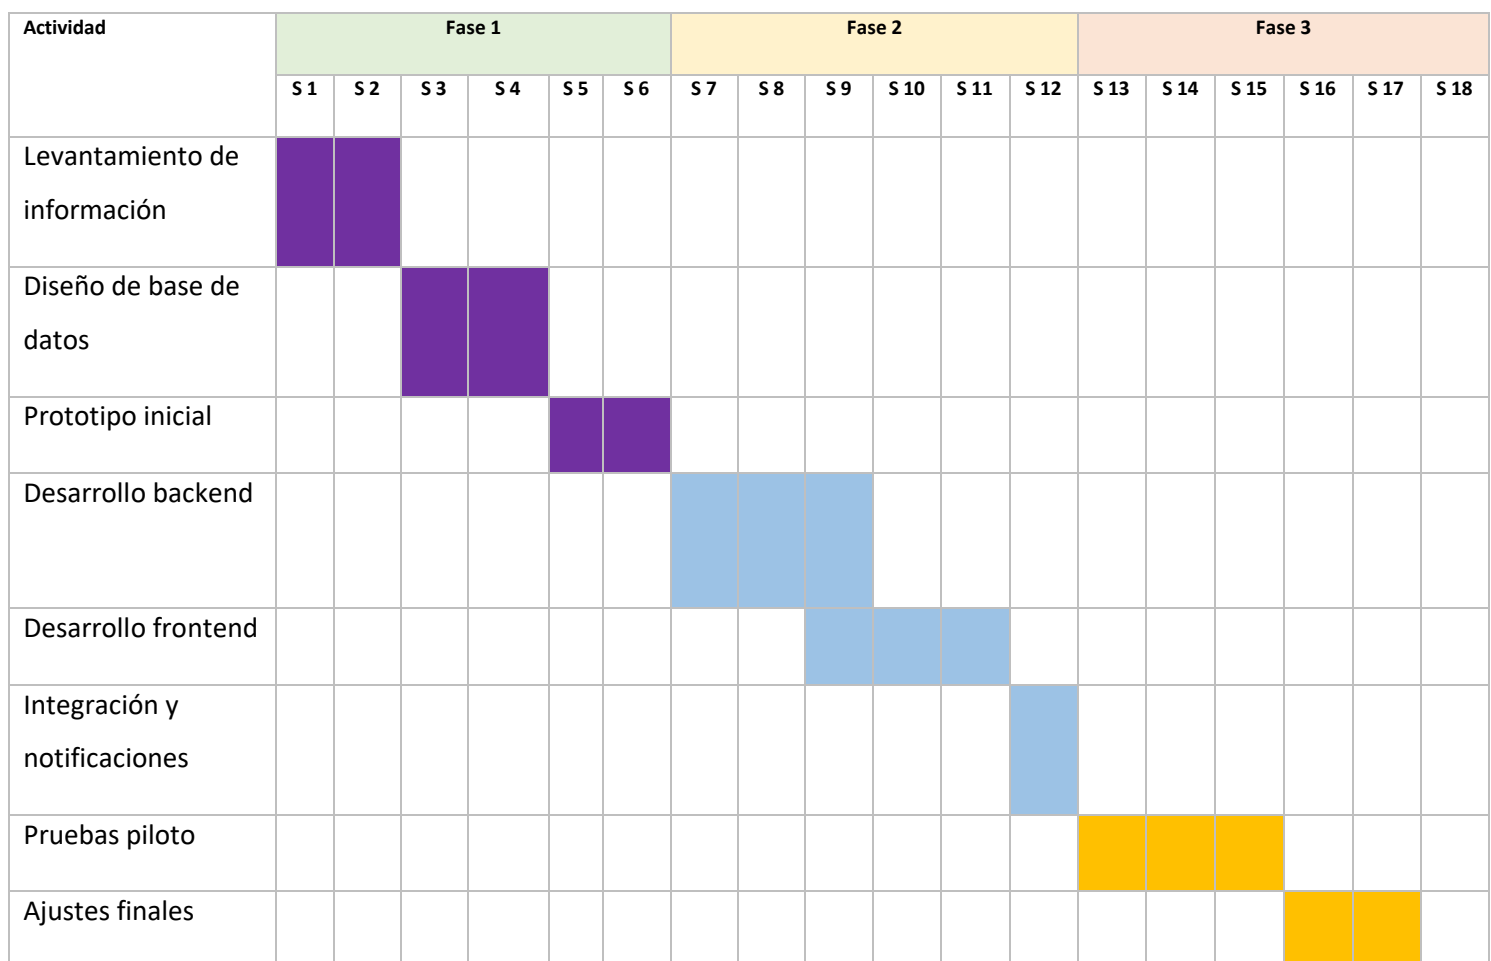 Actividad Fase 1 Fase 2 Fase 3
S 1 S 2 S 3 S 4 S 5 S 6 S 7 S 8 S 9 S 10 S 11 S 12 S 13 S 14 S 15 S 16 S 17 S 18
Levantamiento de
información
Diseño de base de
datos
Prototipo inicial
Desarrollo backend
Desarrollo frontend
Integración y
notificaciones
Pruebas piloto
Ajustes finales